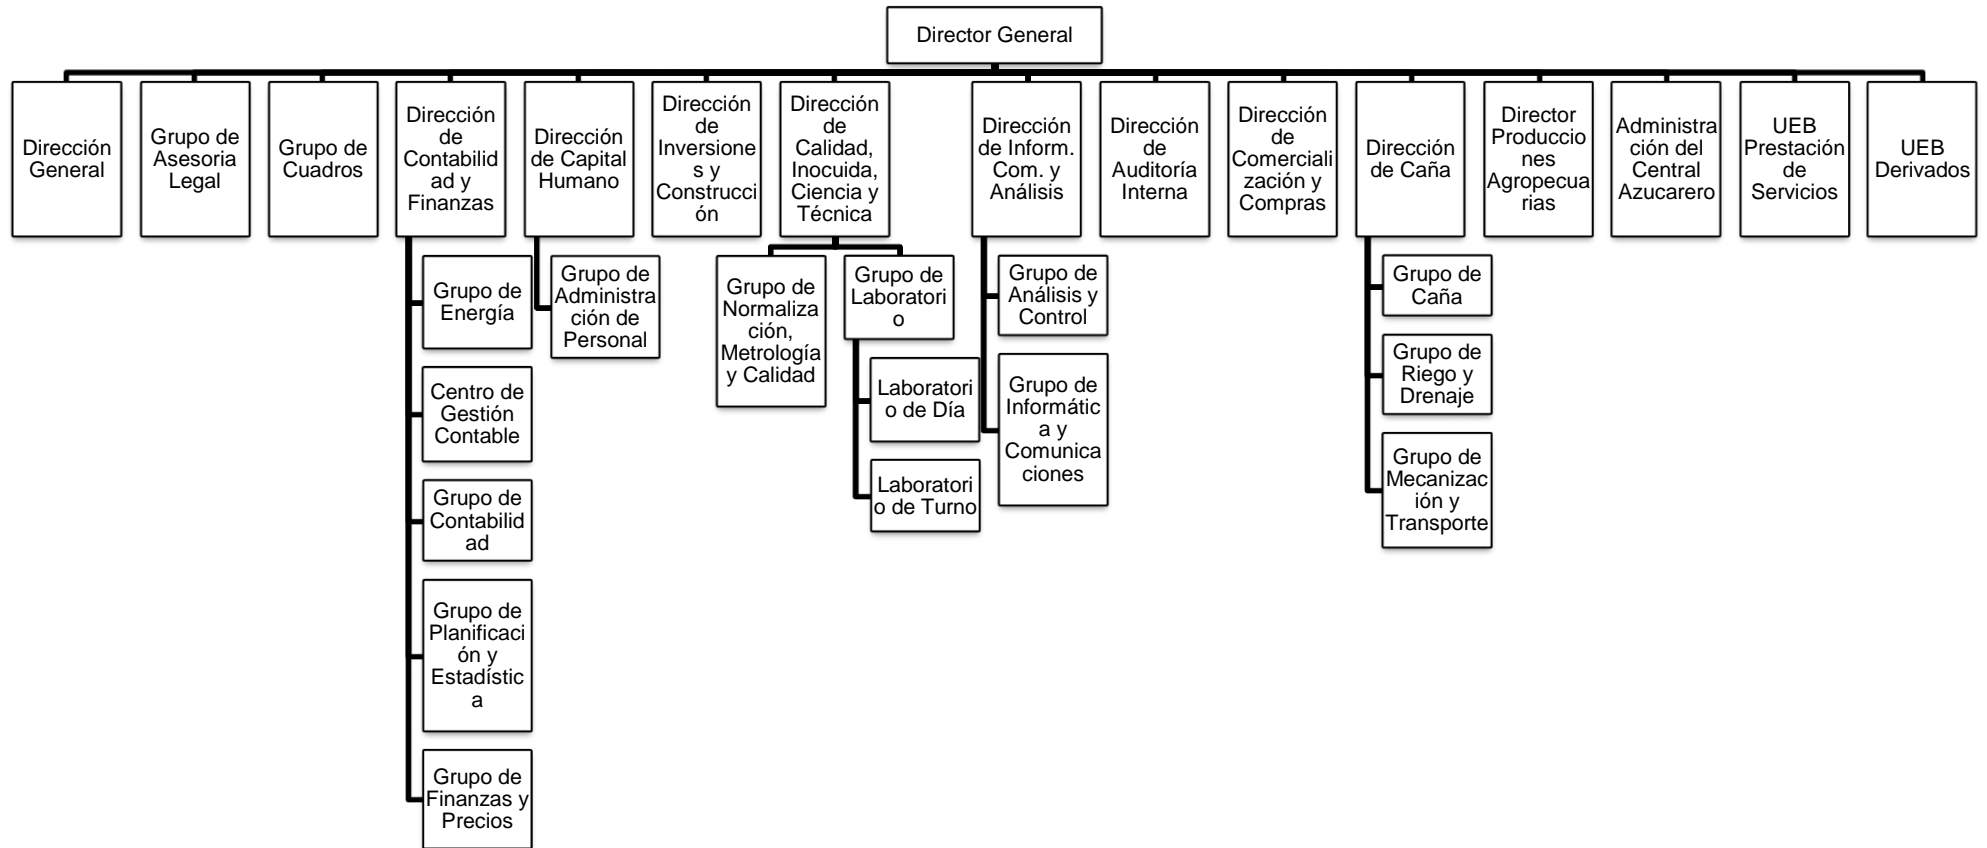 Director General
Dirección
General
Grupo de
Asesoria
Legal
Grupo de
Cuadros
Dirección
de
Contabilid
ad y
Finanzas
Dirección
de Capital
Humano
Dirección
de
Inversione
s y
Construcci
ón
Dirección
de
Calidad,
Inocuida,
Ciencia y
Técnica
Dirección
de Inform.
Com. y
Análisis
Dirección
de
Auditoría
Interna
Dirección
de
Comerciali
zación y
Compras
Dirección
de Caña
Director
Produccio
nes
Agropecua
rias
Administra
ción del
Central
Azucarero
UEB
Prestación
de
Servicios
UEB
Derivados
Grupo de
Energía
Centro de
Gestión
Contable
Grupo de
Contabilid
ad
Grupo de
Planificaci
ón y
Estadístic
a
Grupo de
Finanzas y
Precios
Grupo de
Administra
ción de
Personal
Grupo de
Normaliza
ción,
Metrología
y Calidad
Grupo de
Laboratori
o
Laboratori
o de Día
Laboratori
o de Turno
Grupo de
Análisis y
Control
Grupo de
Informátic
a y
Comunica
ciones
Grupo de
Caña
Grupo de
Riego y
Drenaje
Grupo de
Mecanizac
ión y
Transporte